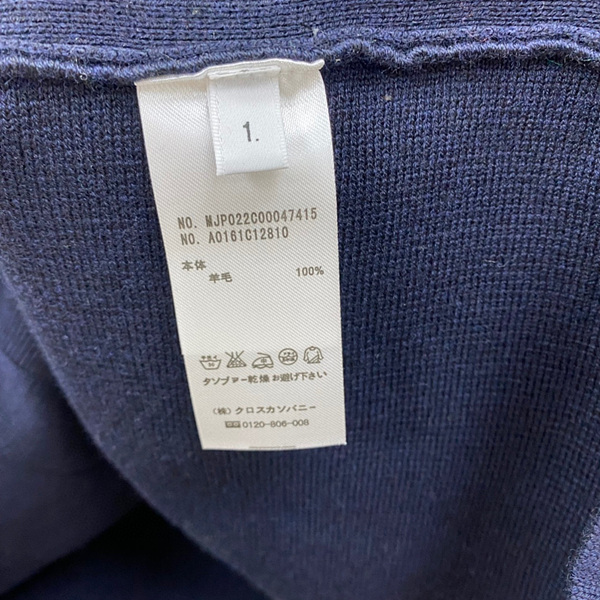 1.
NO. MJP022C00047415
NO. A0161C12810
本体
羊毛 100%
タンブラー乾燥お避け下さい
(株)クロスカンパニー
0120-806-008